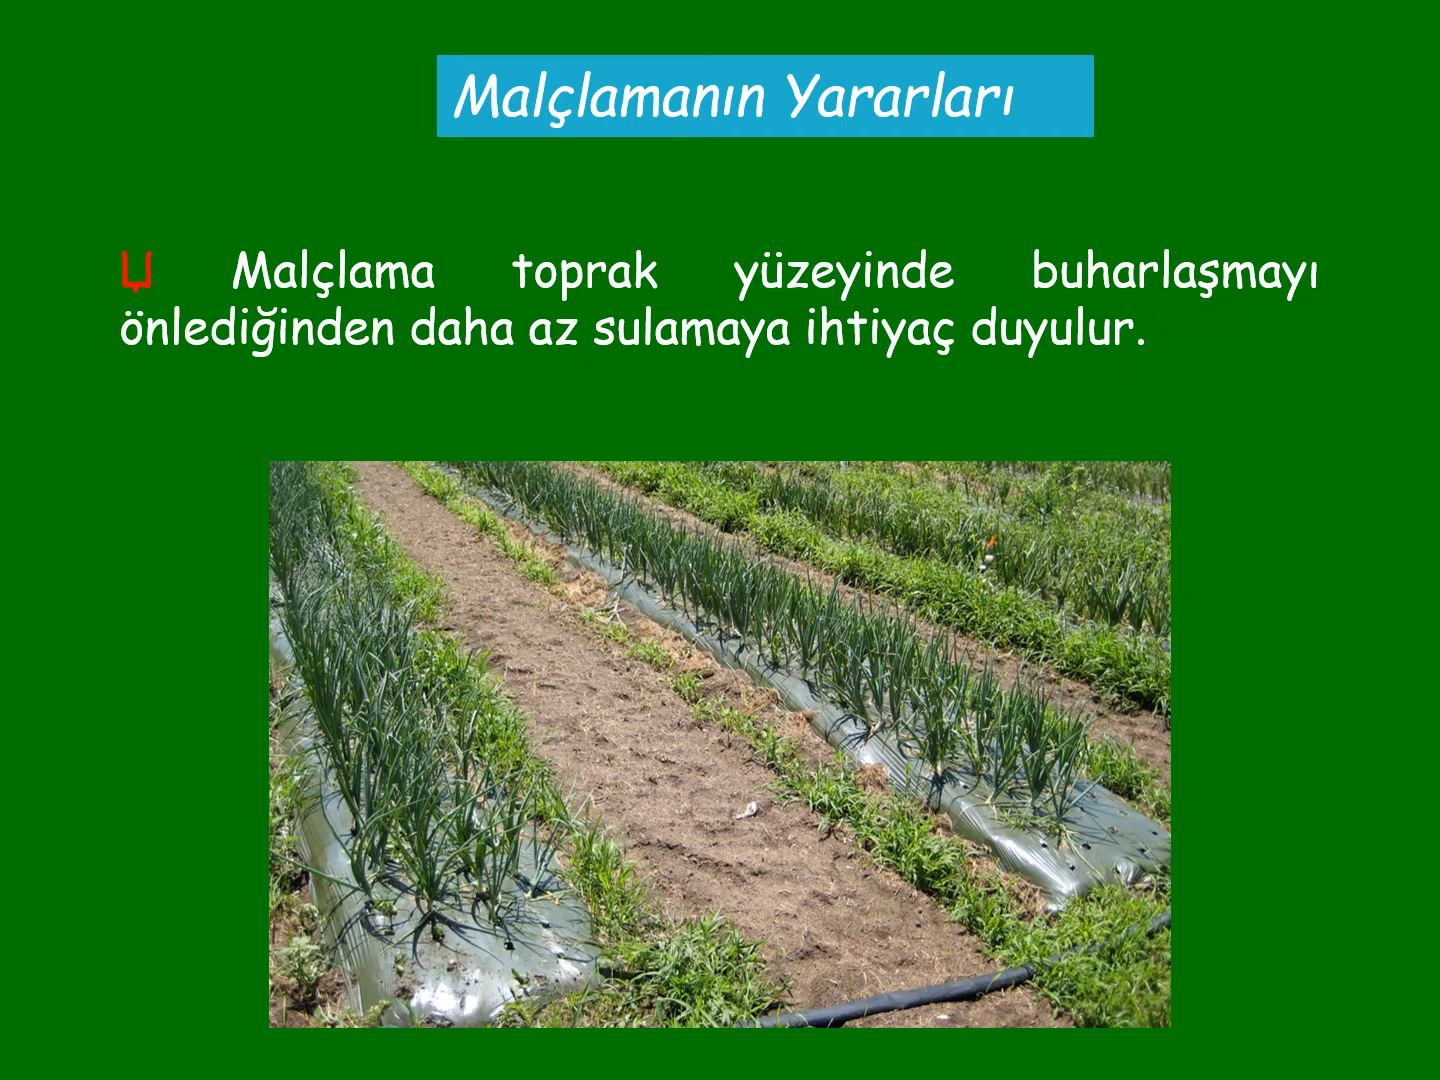 Malçlamanın Yararları
Џ Malçlama toprak yüzeyinde buharlaşmayı
önlediğinden daha az sulamaya ihtiyaç duyulur.